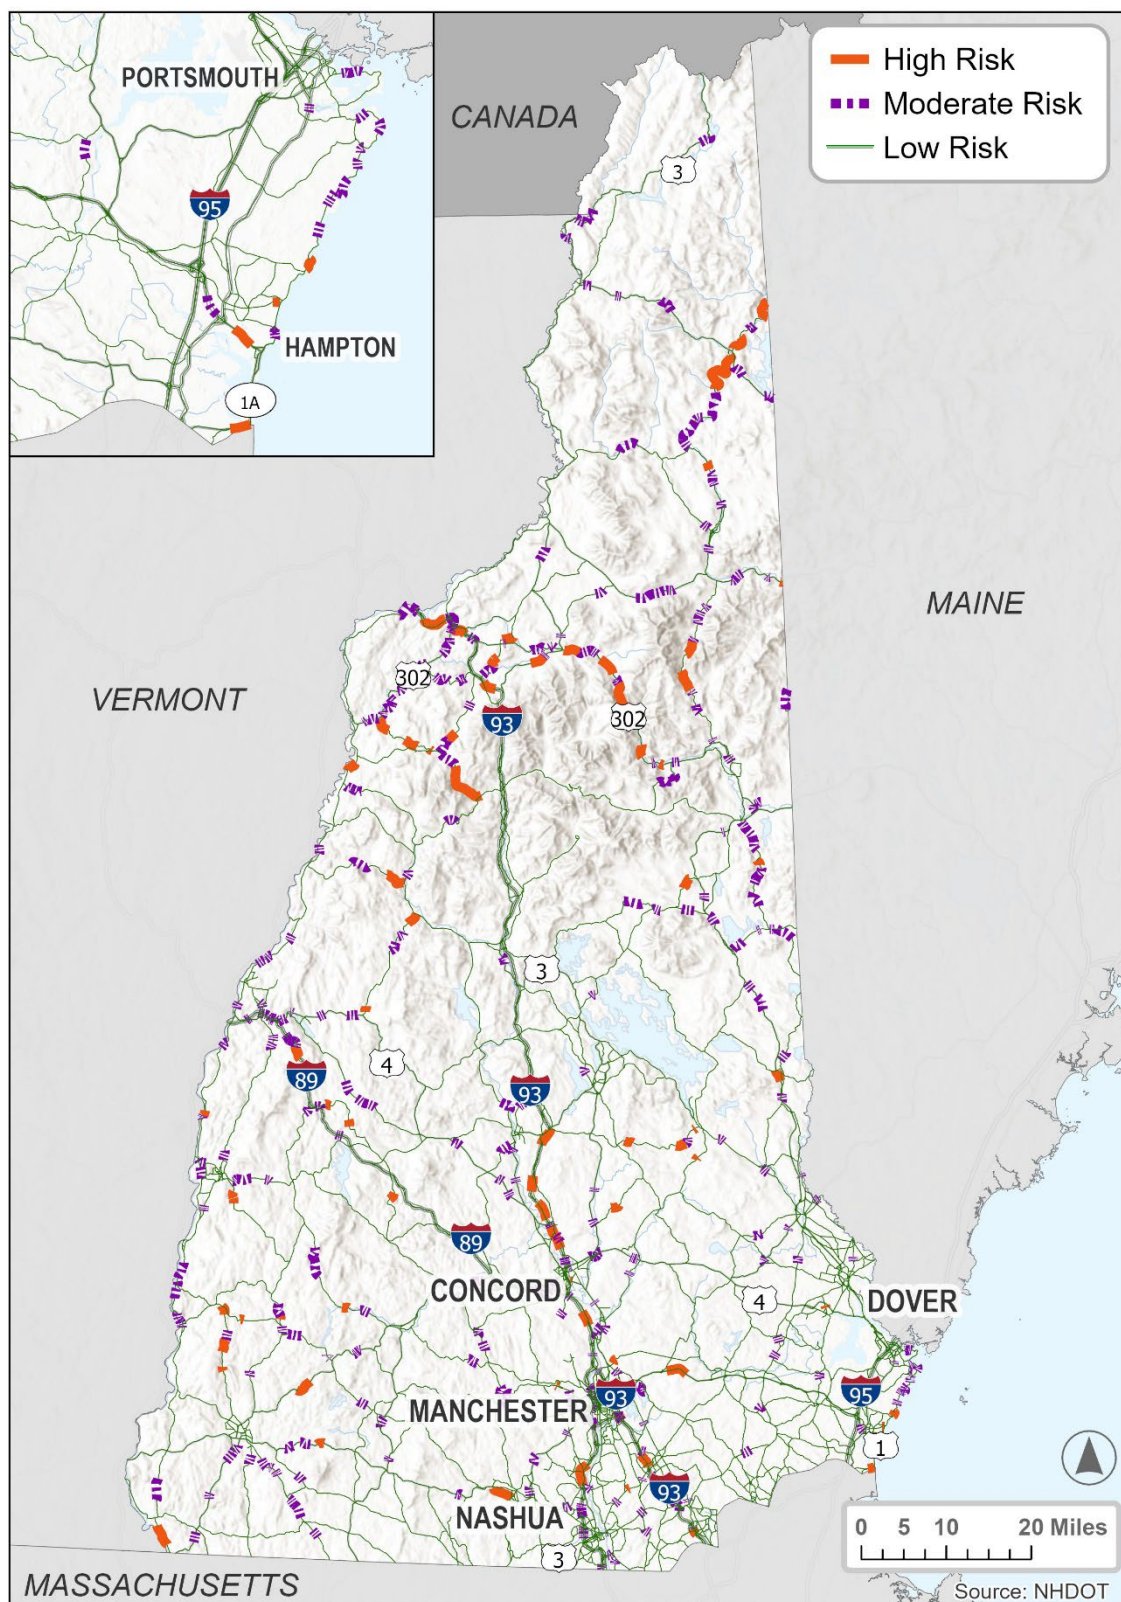 PORTSMOUTH
95
HAMPTON
1A
CANADA
High Risk
Moderate Risk
Low Risk
3
MAINE
VERMONT
302
93
302
3
4
89
93
89
CONCORD
4
DOVER
93
95
MANCHESTER
1
93
NASHUA
3
0 5 10 20 Miles
MASSACHUSETTS
Source: NHDOT